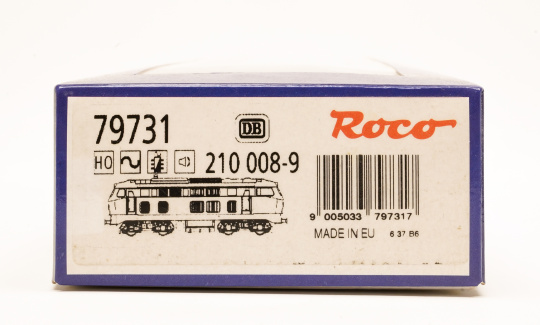 79731
DB
Roco
HO
210 008-9
9 005033 797317
MADE IN EU 6 37 B6